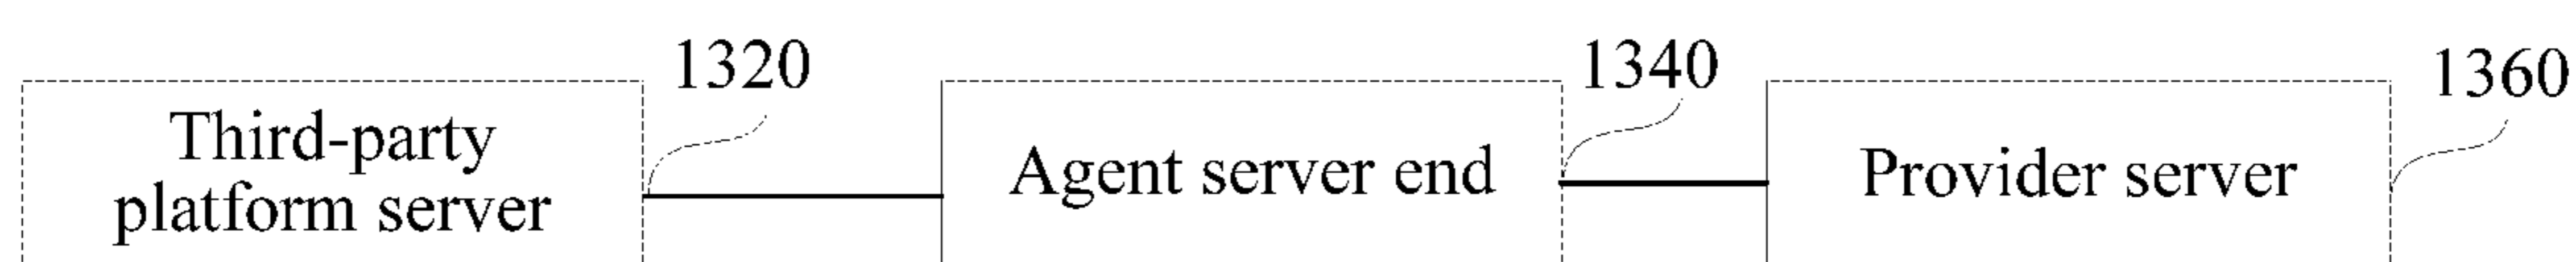 1320
1340
1360
Third-party
platform server
Agent server end
Provider server